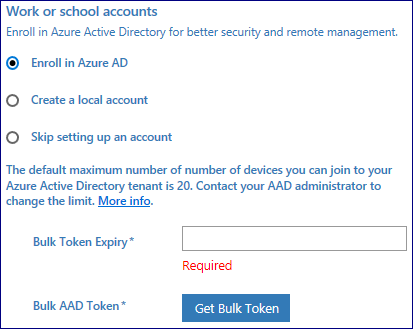 Work or school accounts
Enroll in Azure Active Directory for better security and remote management.
Enroll in Azure AD
Create a local account
Skip setting up an account
The default maximum number of number of devices you can join to your
Azure Active Directory tenant is 20. Contact your AAD administrator to
change the limit. More info.
Bulk Token Expiry*
Required
Bulk AAD Token*
Get Bulk Token